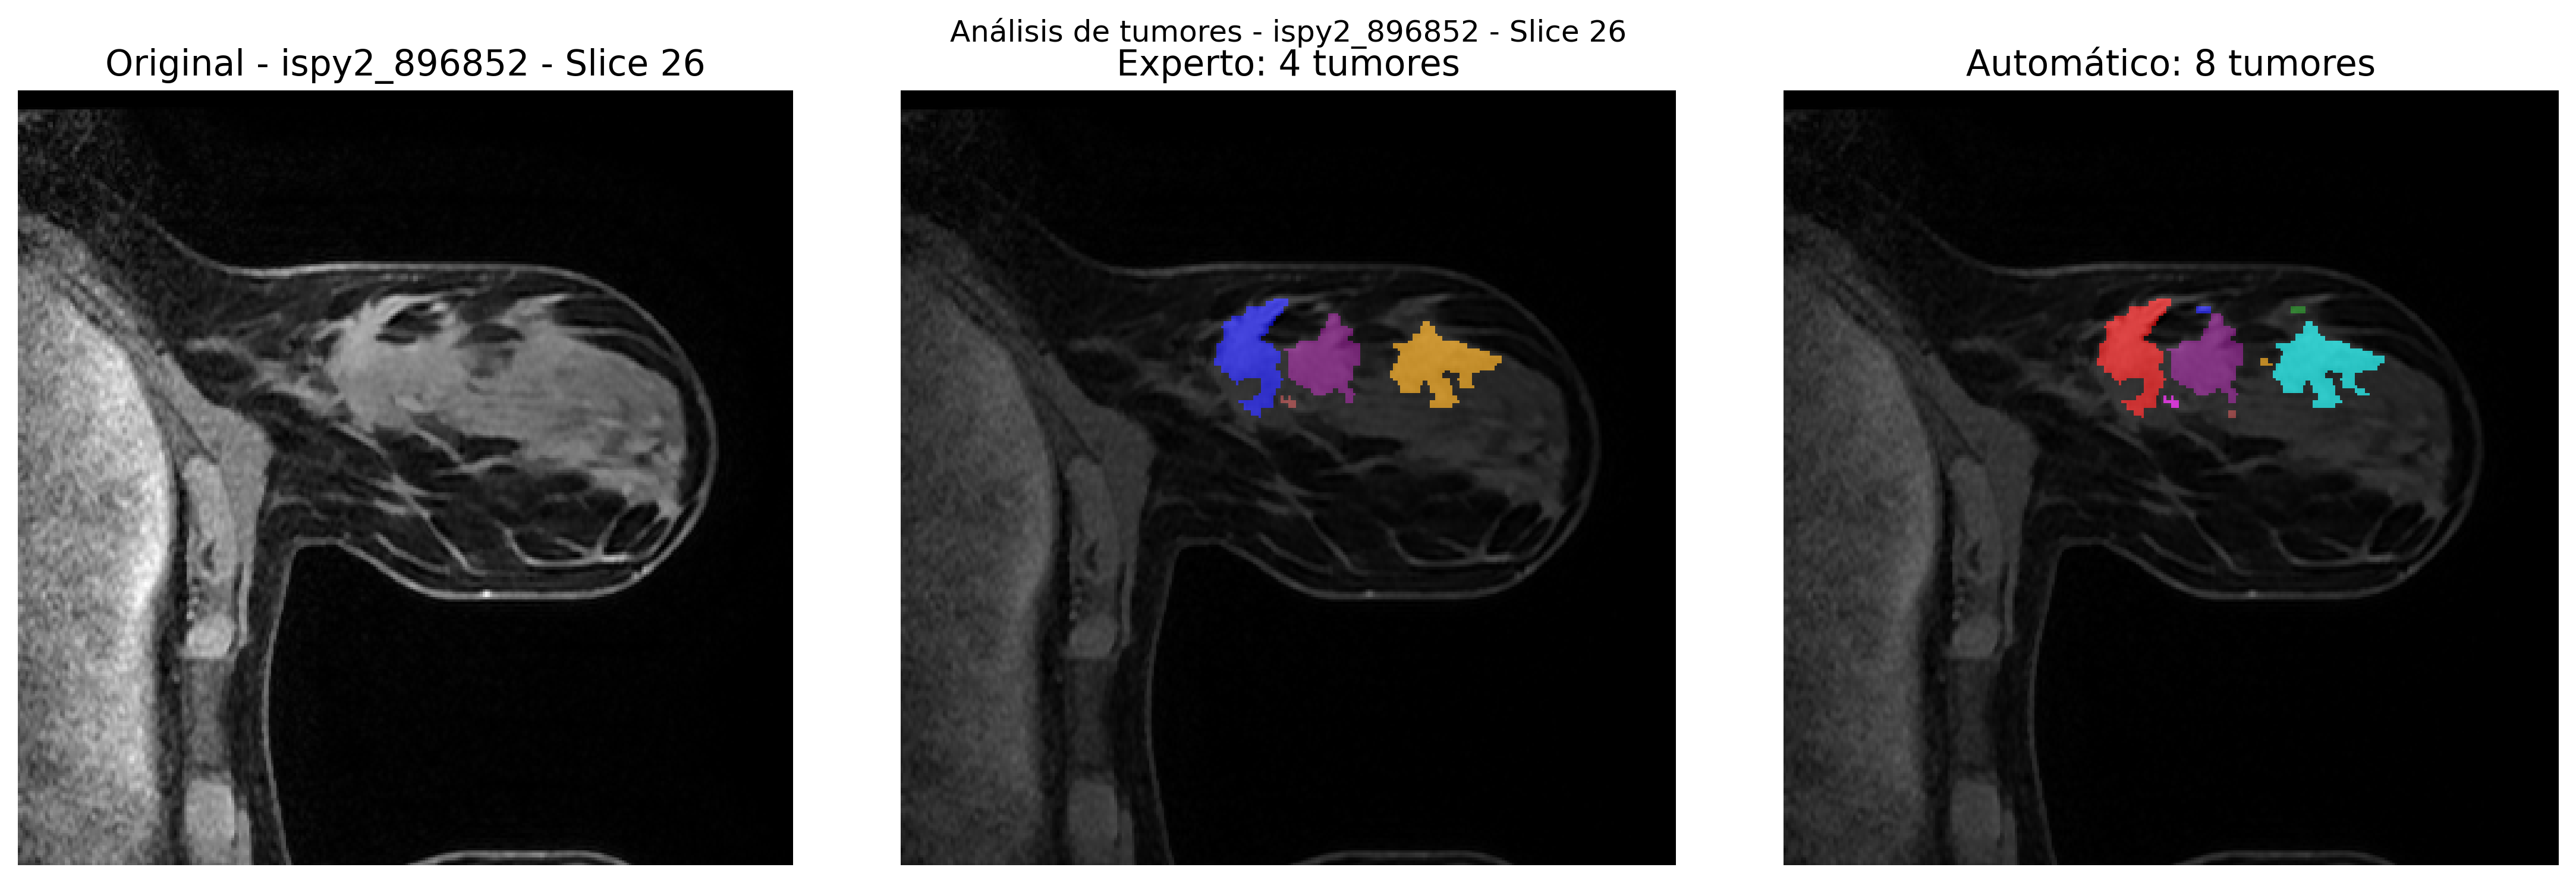 Análisis de tumores - ispy2_896852 - Slice 26
Original - ispy2_896852 - Slice 26
Experto: 4 tumores
Automático: 8 tumores